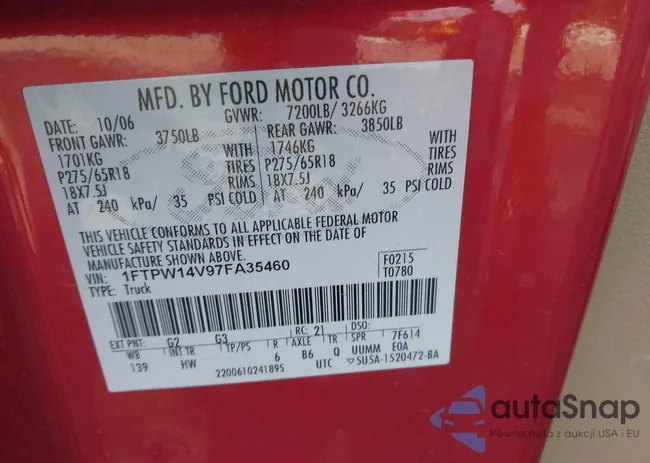 MFD. BY FORD MOTOR CO.
DATE: 10/06 GVWR: 7200LB/ 3266KG
FRONT GAWR: 3750LB REAR GAWR: 3850LB
1701KG WITH 1746KG WITH
P275/65R18 TIRES P275/65R18 TIRES
18X7.5J RIMS 18X7.5J RIMS
AT 240 kPa/ 35 PSI COLD AT 240 kPa/ 35 PSI COLD
THIS VEHICLE CONFORMS TO ALL APPLICABLE FEDERAL MOTOR
VEHICLE SAFETY STANDARDS IN EFFECT ON THE DATE OF
MANUFACTURE SHOWN ABOVE.
VIN: 1FTPW14V97FA35460 F0215
TYPE: Truck T0780
EXT PNT: G2 G3 RC: 21 DSO:
WB INT TR TP/PS R AXLE TR SPR 7F614
139 HW 6 B6 Q UUMM E0A
2200610241895 UTC 5U5A-1520472-BA
autoSnap
Pewne auta z aukcji USA i EU